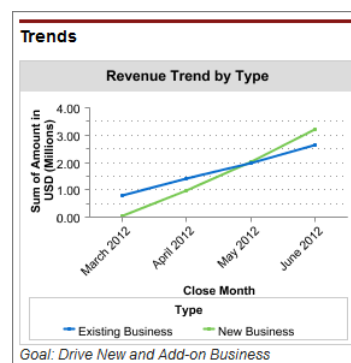 Trends
Revenue Trend by Type
Sum of Amount in
USD (Millions)
4.00
3.00
2.00
1.00
0.00
March 2012
April 2012
May 2012
June 2012
Close Month
Type
Existing Business
New Business
Goal: Drive New and Add-on Business